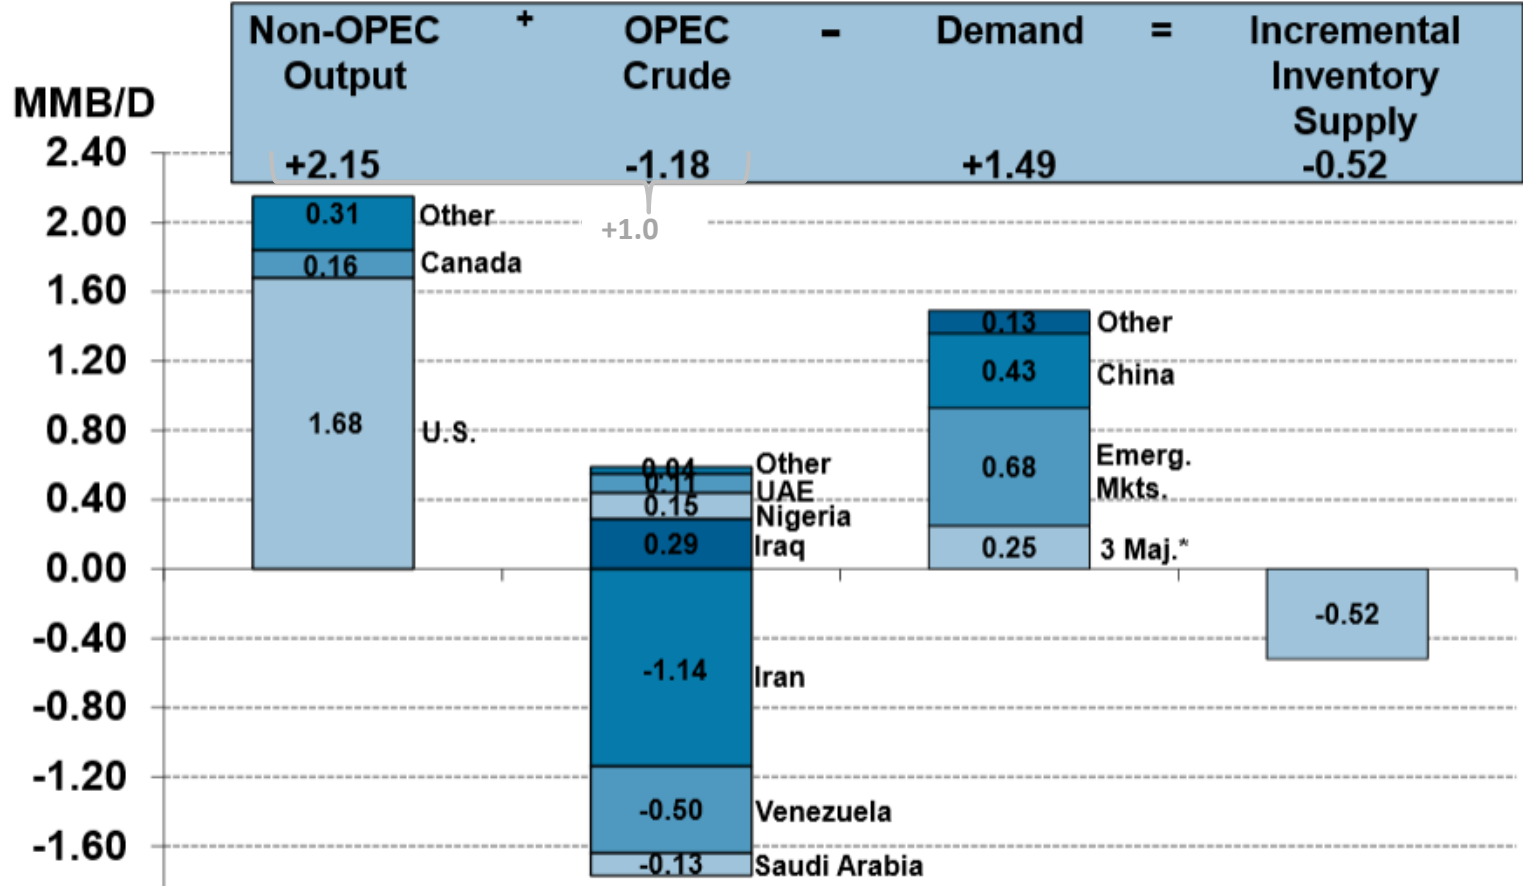 Non-OPEC + OPEC - Demand = Incremental
Output Crude Inventory
Supply
MMB/D
+2.15 -1.18 +1.49 -0.52
+1.0
2.40
2.00
1.60
1.20
0.80
0.40
0.00
-0.40
-0.80
-1.20
-1.60
0.31 Other
0.16 Canada
1.68 U.S.
0.04 Other
0.11 UAE
0.15 Nigeria
0.29 Iraq
-1.14 Iran
-0.50 Venezuela
-0.13 Saudi Arabia
0.13 Other
0.43 China
0.68 Emerg.
Mkts.
0.25 3 Maj.*
-0.52